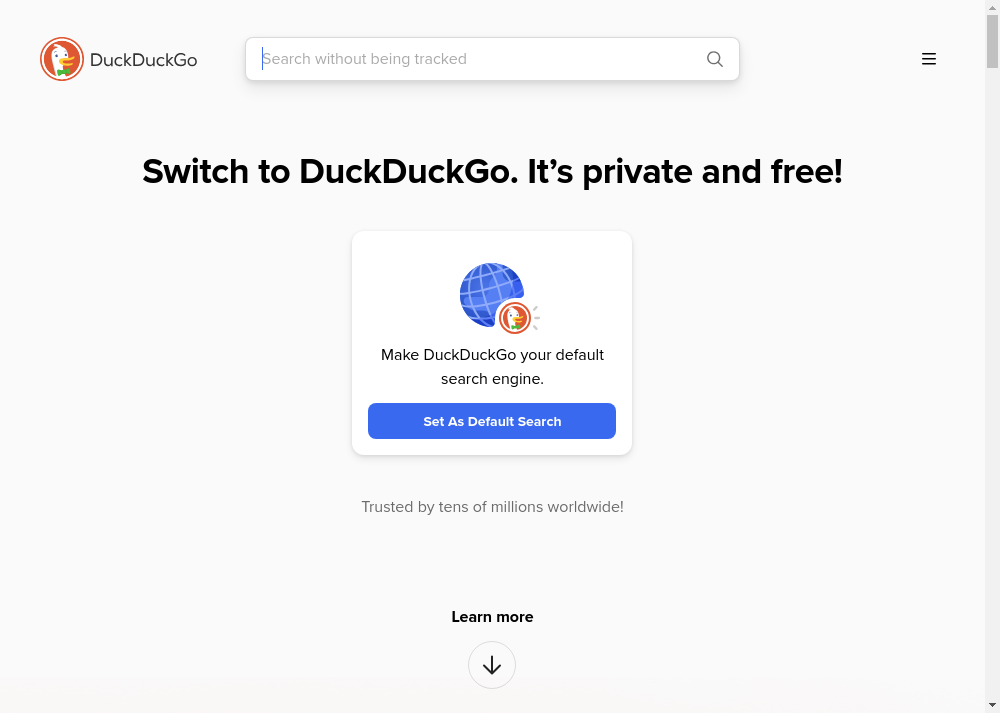 DuckDuckGo
Search without being tracked
Switch to DuckDuckGo. It’s private and free!
Make DuckDuckGo your default
search engine.
Set As Default Search
Trusted by tens of millions worldwide!
Learn more